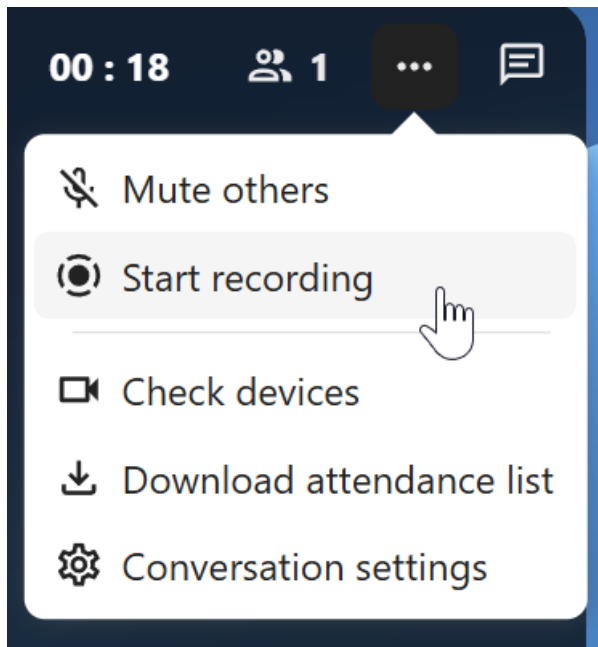 00 : 18 1
Mute others
Start recording
Check devices
Download attendance list
Conversation settings